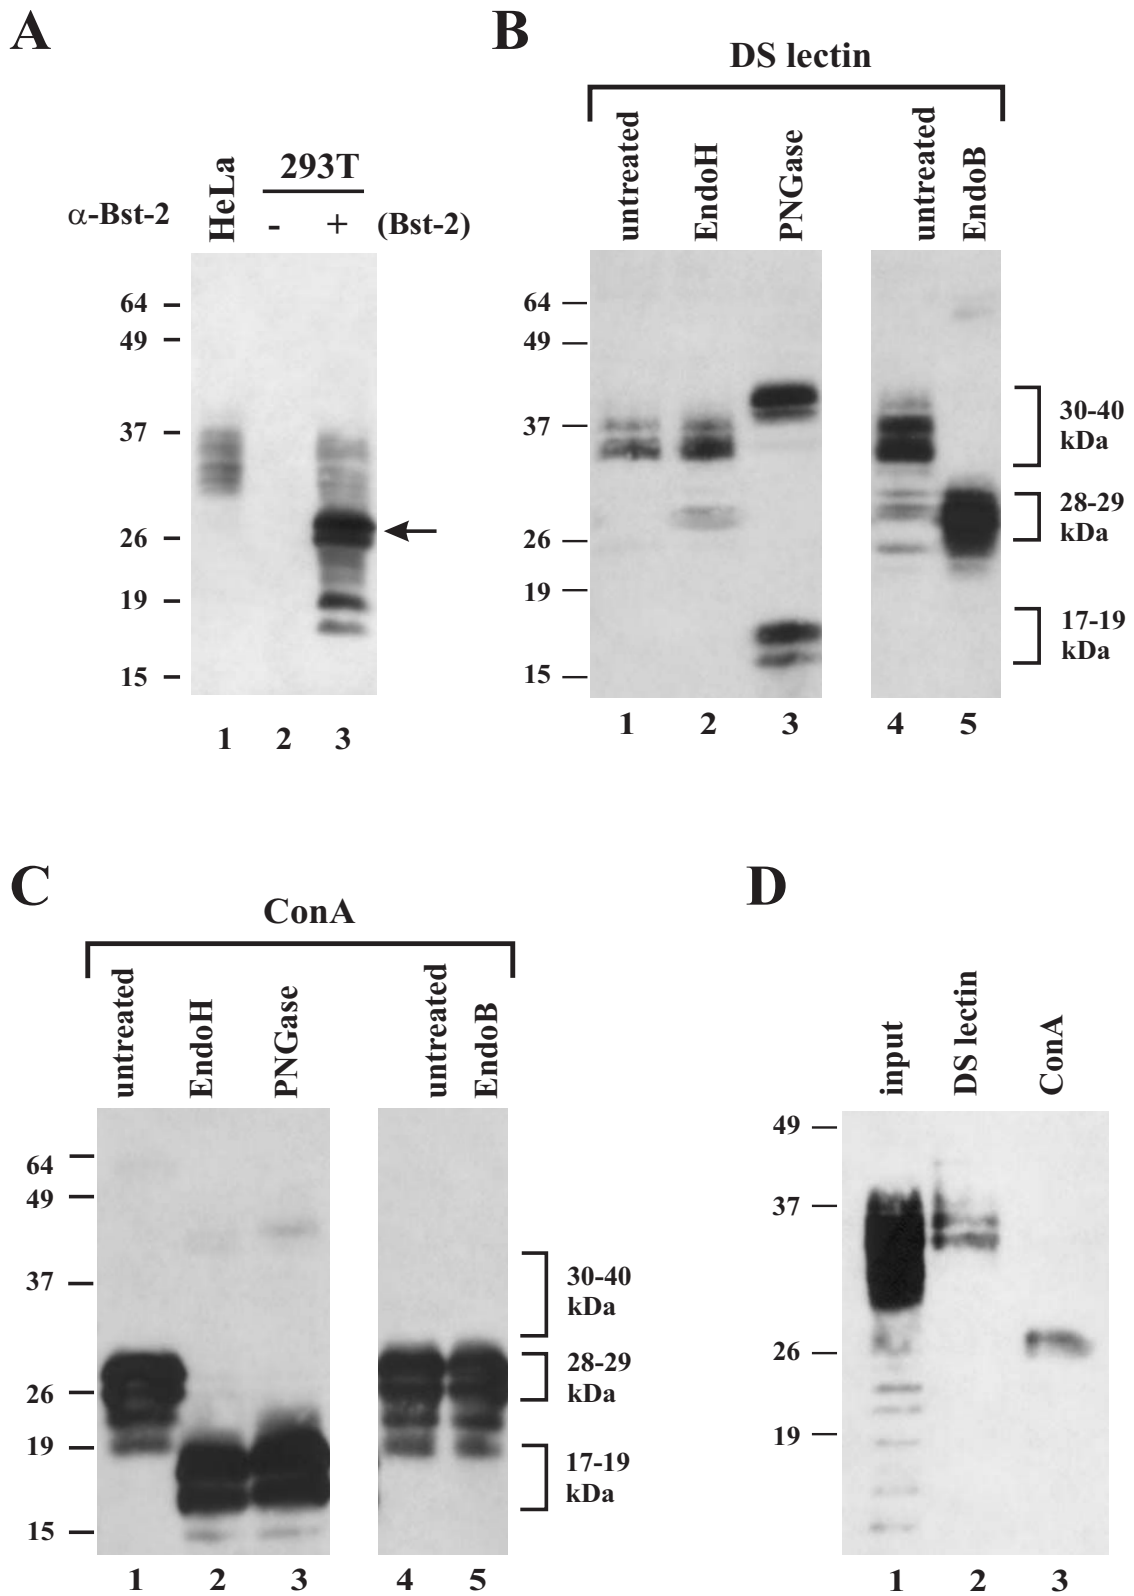 A
α-Bst-2
HeLa
293T
- + (Bst-2)
64
49
37
26
19
15
1 2 3
B
DS lectin
untreated
EndoH
PNGase
untreated
EndoB
64
49
37
26
19
15
30-40
kDa
28-29
kDa
17-19
kDa
1 2 3 4 5
C
ConA
untreated
EndoH
PNGase
untreated
EndoB
64
49
37
26
19
15
30-40
kDa
28-29
kDa
17-19
kDa
1 2 3 4 5
D
input
DS lectin
ConA
49
37
26
19
1 2 3